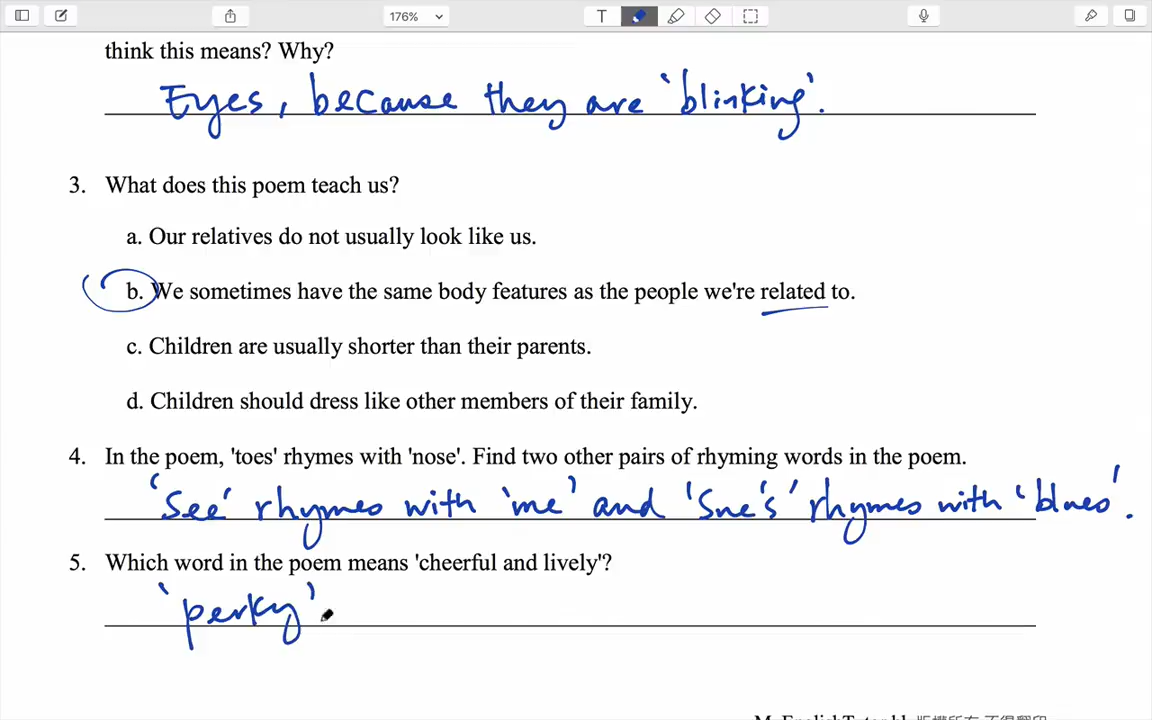 176%
T
think this means? Why?
Eyes, because they are 'blinking'.
3. What does this poem teach us?
a. Our relatives do not usually look like us.
b. We sometimes have the same body features as the people we're related to.
c. Children are usually shorter than their parents.
d. Children should dress like other members of their family.
4. In the poem, 'toes' rhymes with 'nose'. Find two other pairs of rhyming words in the poem.
'See' rhymes with 'me' and 'Sue's' rhymes with 'blues'.
5. Which word in the poem means 'cheerful and lively'?
'perky'